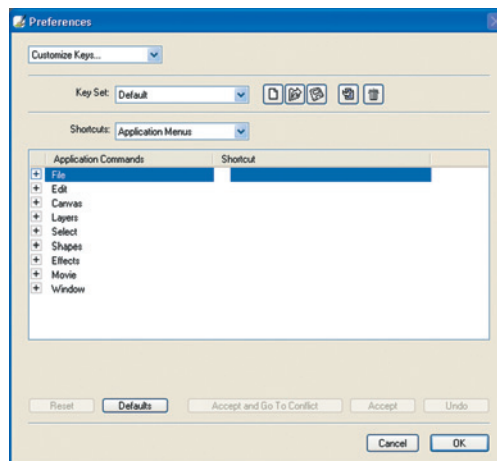 Preferences
Customize Keys...
Key Set: Default
Shortcuts: Application Menus
Application Commands Shortcut
File
Edit
Canvas
Layers
Select
Shapes
Effects
Movie
Window
Reset Defaults Accept and Go To Conflict Accept Undo
Cancel OK